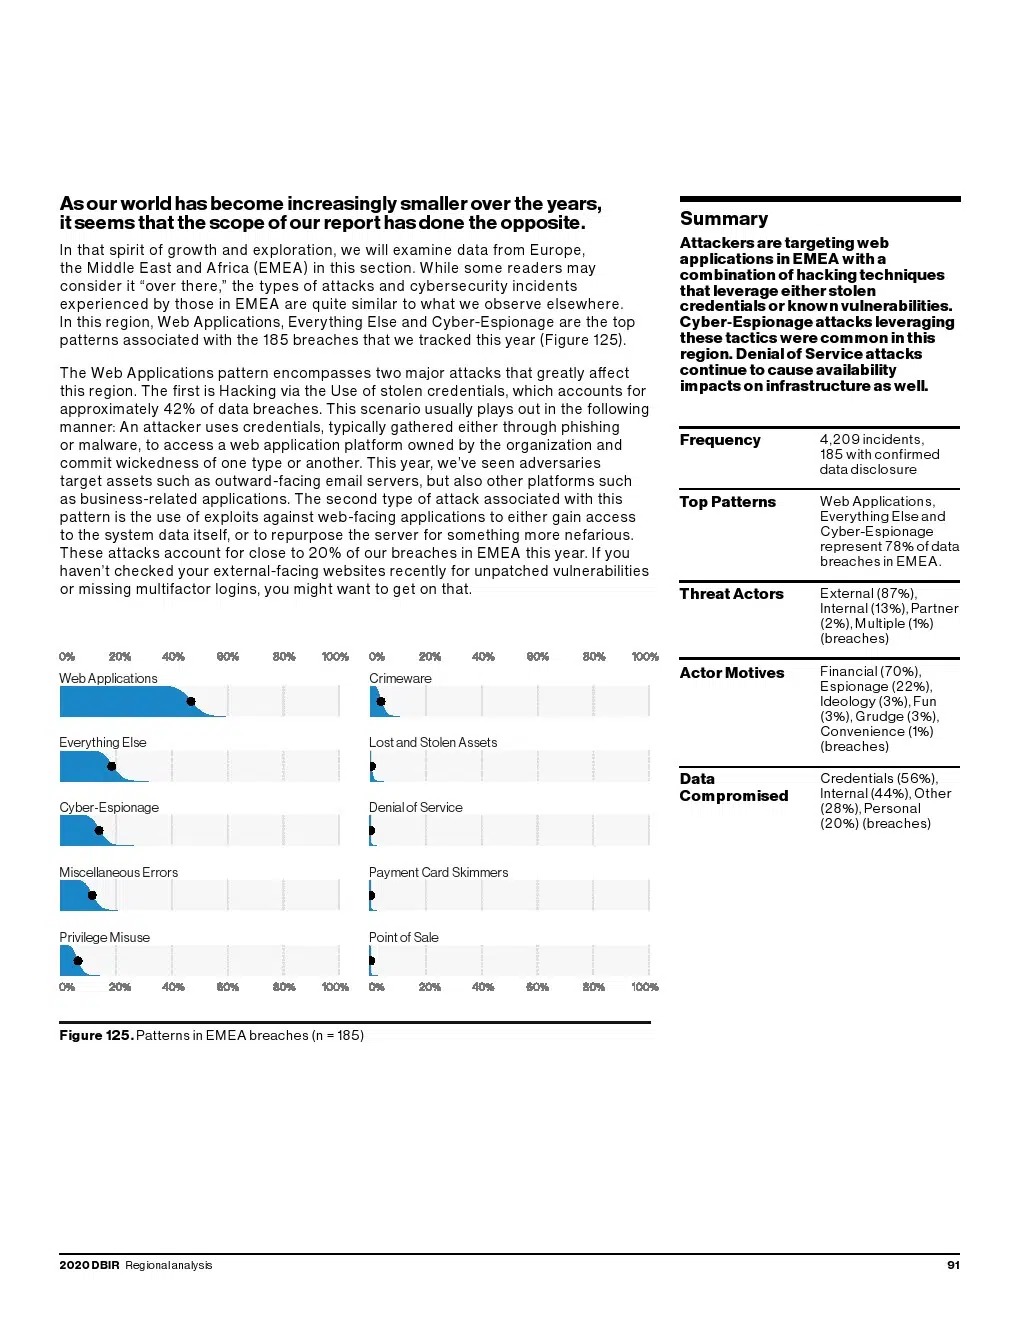 As our world has become increasingly smaller over the years,
it seems that the scope of our report has done the opposite.
In that spirit of growth and exploration, we will examine data from Europe,
the Middle East and Africa (EMEA) in this section. While some readers may
consider it “over there,” the types of attacks and cybersecurity incidents
experienced by those in EMEA are quite similar to what we observe elsewhere.
In this region, Web Applications, Everything Else and Cyber-Espionage are the top
patterns associated with the 185 breaches that we tracked this year (Figure 125).
The Web Applications pattern encompasses two major attacks that greatly affect
this region. The first is Hacking via the Use of stolen credentials, which accounts for
approximately 42% of data breaches. This scenario usually plays out in the following
manner: An attacker uses credentials, typically gathered either through phishing
or malware, to access a web application platform owned by the organization and
commit wickedness of one type or another. This year, we’ve seen adversaries
target assets such as outward-facing email servers, but also other platforms such
as business-related applications. The second type of attack associated with this
pattern is the use of exploits against web-facing applications to either gain access
to the system data itself, or to repurpose the server for something more nefarious.
These attacks account for close to 20% of our breaches in EMEA this year. If you
haven’t checked your external-facing websites recently for unpatched vulnerabilities
or missing multifactor logins, you might want to get on that.
0% 20% 40% 60% 80% 100%
Web Applications
Everything Else
Cyber-Espionage
Miscellaneous Errors
Privilege Misuse
0% 20% 40% 60% 80% 100%
0% 20% 40% 60% 80% 100%
Crimeware
Lost and Stolen Assets
Denial of Service
Payment Card Skimmers
Point of Sale
0% 20% 40% 60% 80% 100%
Figure 125. Patterns in EMEA breaches (n = 185)
Summary
Attackers are targeting web
applications in EMEA with a
combination of hacking techniques
that leverage either stolen
credentials or known vulnerabilities.
Cyber-Espionage attacks leveraging
these tactics were common in this
region. Denial of Service attacks
continue to cause availability
impacts on infrastructure as well.
Frequency
4,209 incidents,
185 with confirmed
data disclosure
Top Patterns
Web Applications,
Everything Else and
Cyber-Espionage
represent 78% of data
breaches in EMEA.
Threat Actors
External (87%),
Internal (13%), Partner
(2%), Multiple (1%)
(breaches)
Actor Motives
Financial (70%),
Espionage (22%),
Ideology (3%), Fun
(3%), Grudge (3%),
Convenience (1%)
(breaches)
Data
Compromised
Credentials (56%),
Internal (44%), Other
(28%), Personal
(20%) (breaches)
2020 DBIR Regional analysis
91